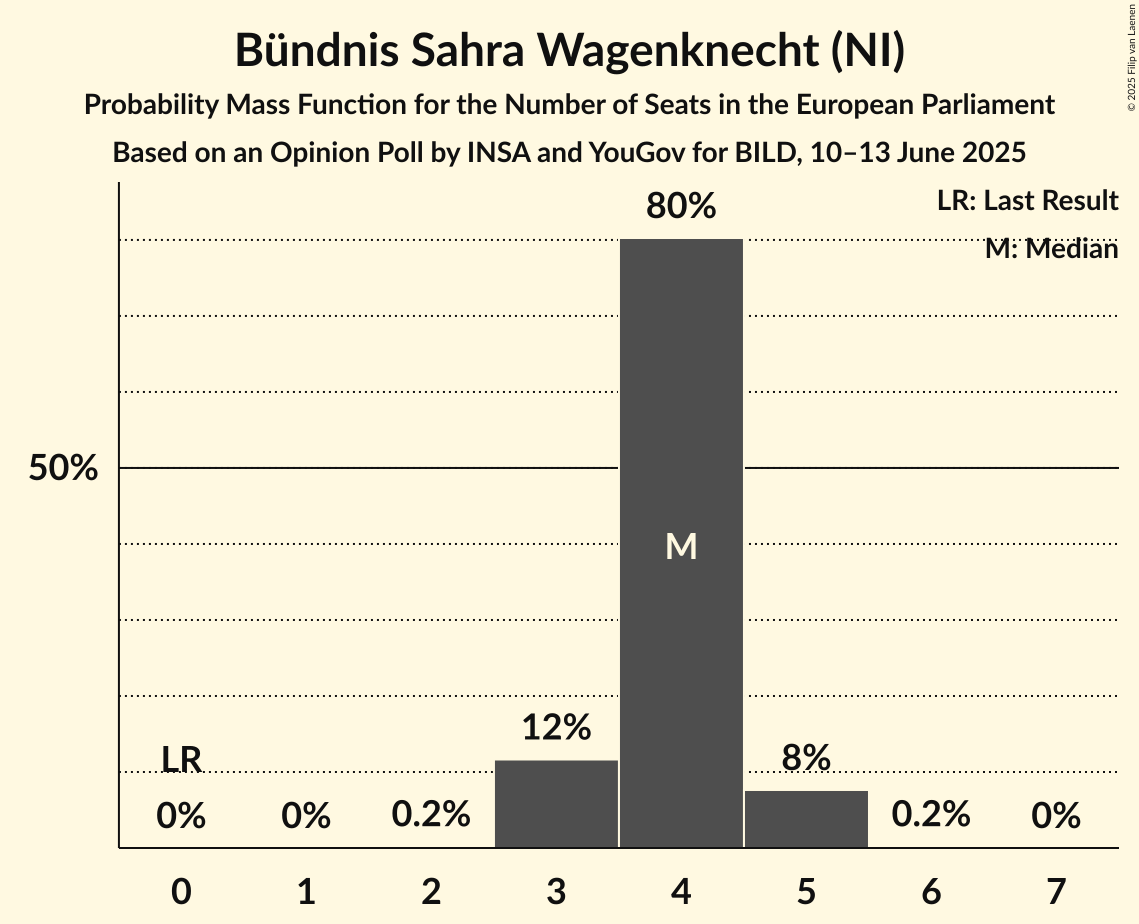 Bündnis Sahra Wagenknecht (NI)
Probability Mass Function for the Number of Seats in the European Parliament
Based on an Opinion Poll by INSA and YouGov for BILD, 10–13 June 2025
© 2025 Filip van Laenen
LR: Last Result
M: Median
80%
50%
M
12%
LR
8%
0% 0% 0.2% 0.2% 0%
0 1 2 3 4 5 6 7